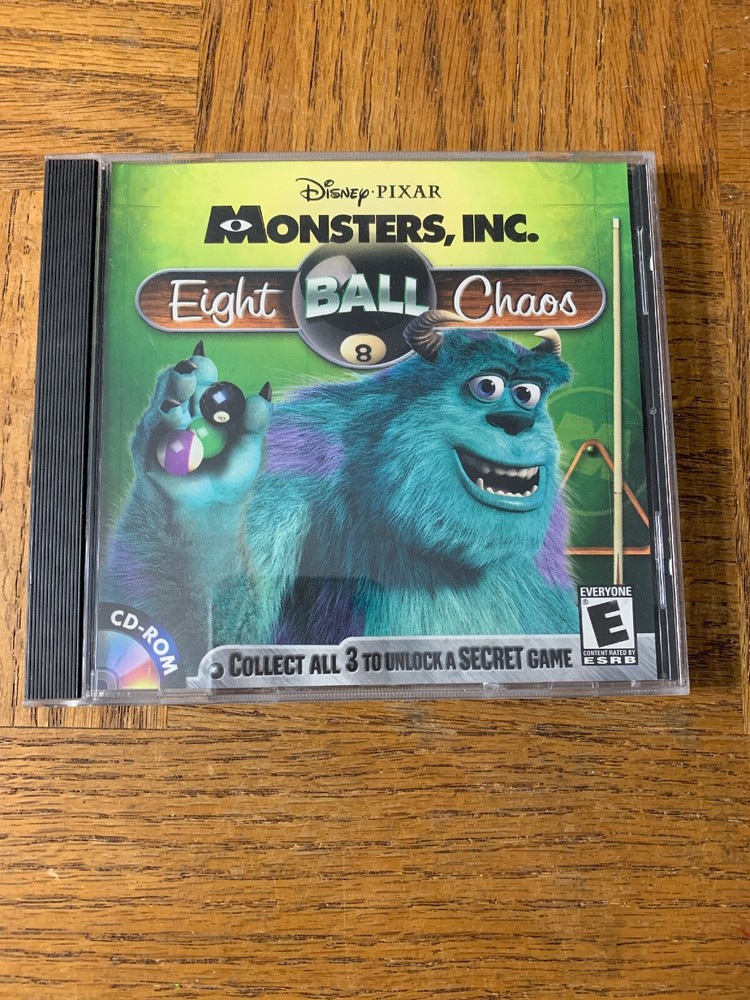 Disney·PIXAR
MONSTERS, INC.
Eight BALL Chaos
8
CD-ROM
COLLECT ALL 3 TO UNLOCK A SECRET GAME
EVERYONE
E
CONTENT RATED BY
ESRB